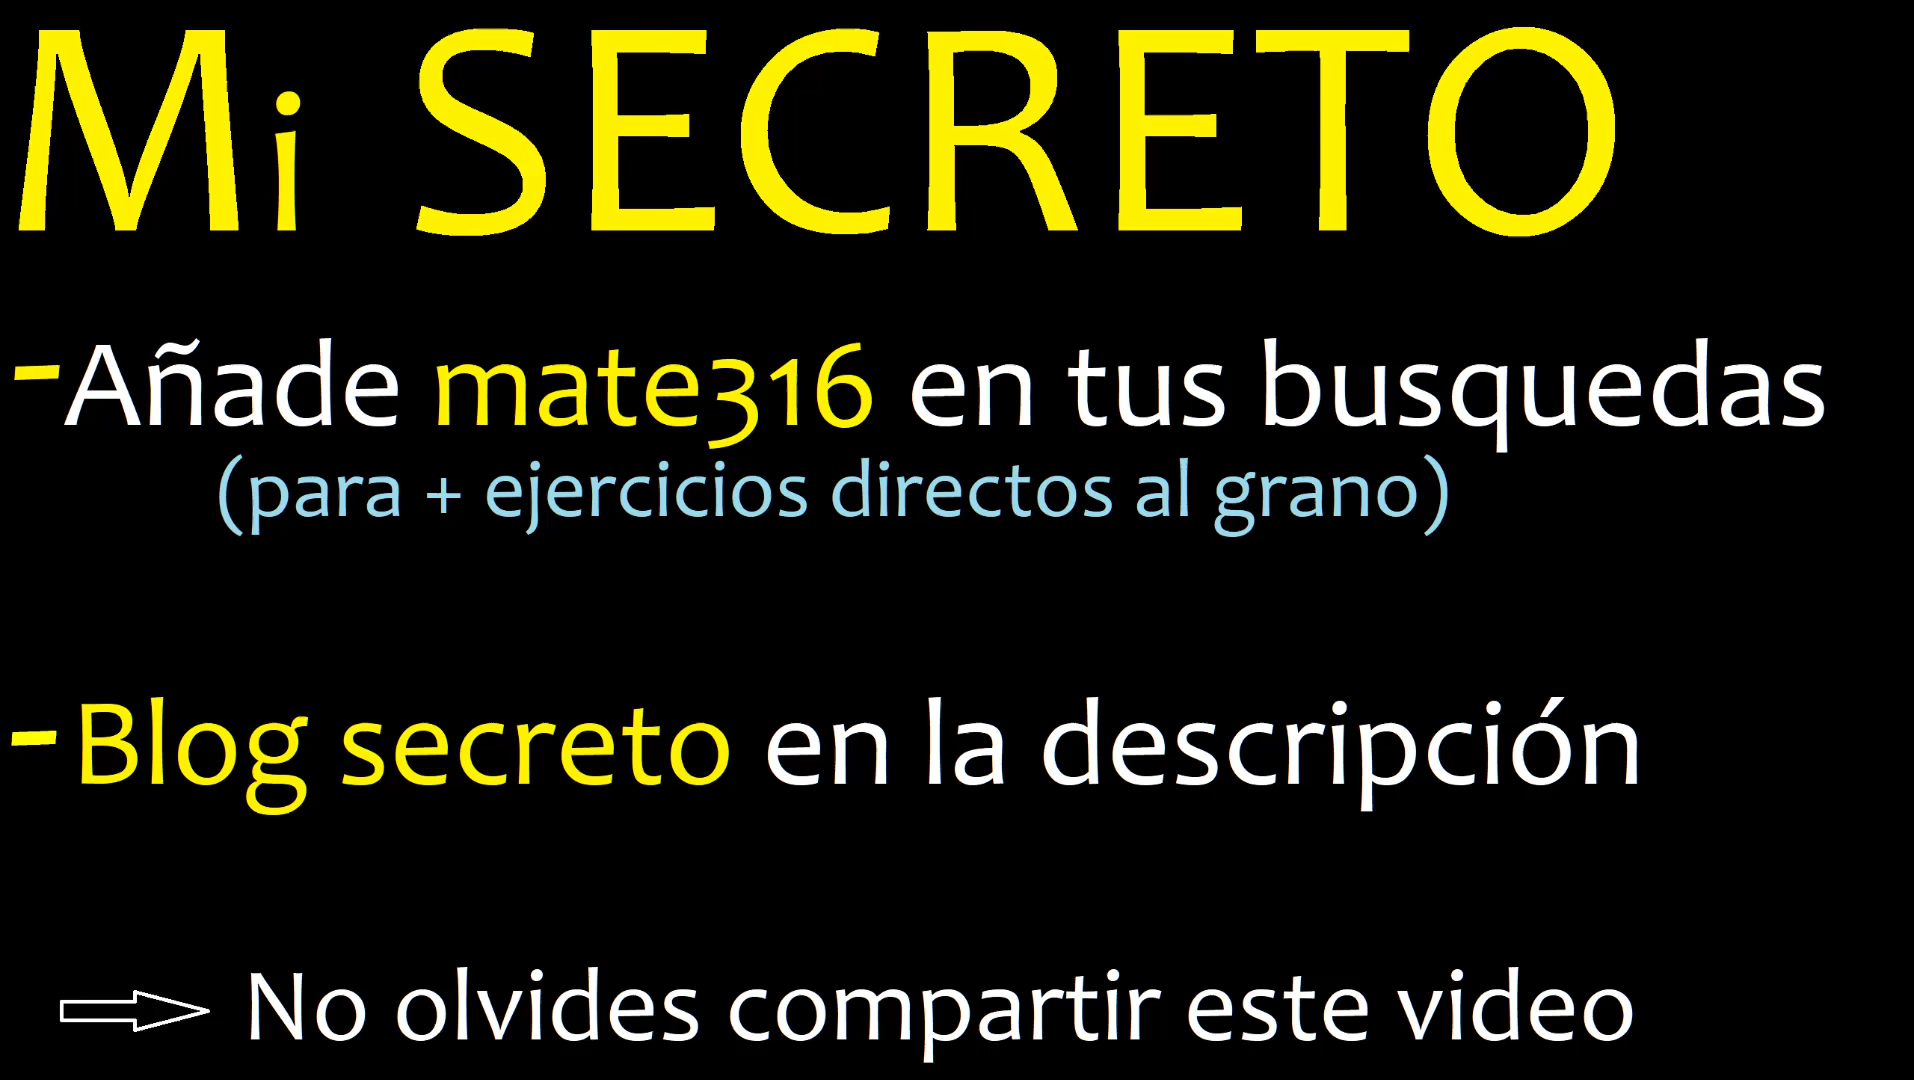 Mi SECRETO
-Añade mate316 en tus busquedas
(para + ejercicios directos al grano)
-Blog secreto en la descripción
No olvides compartir este video